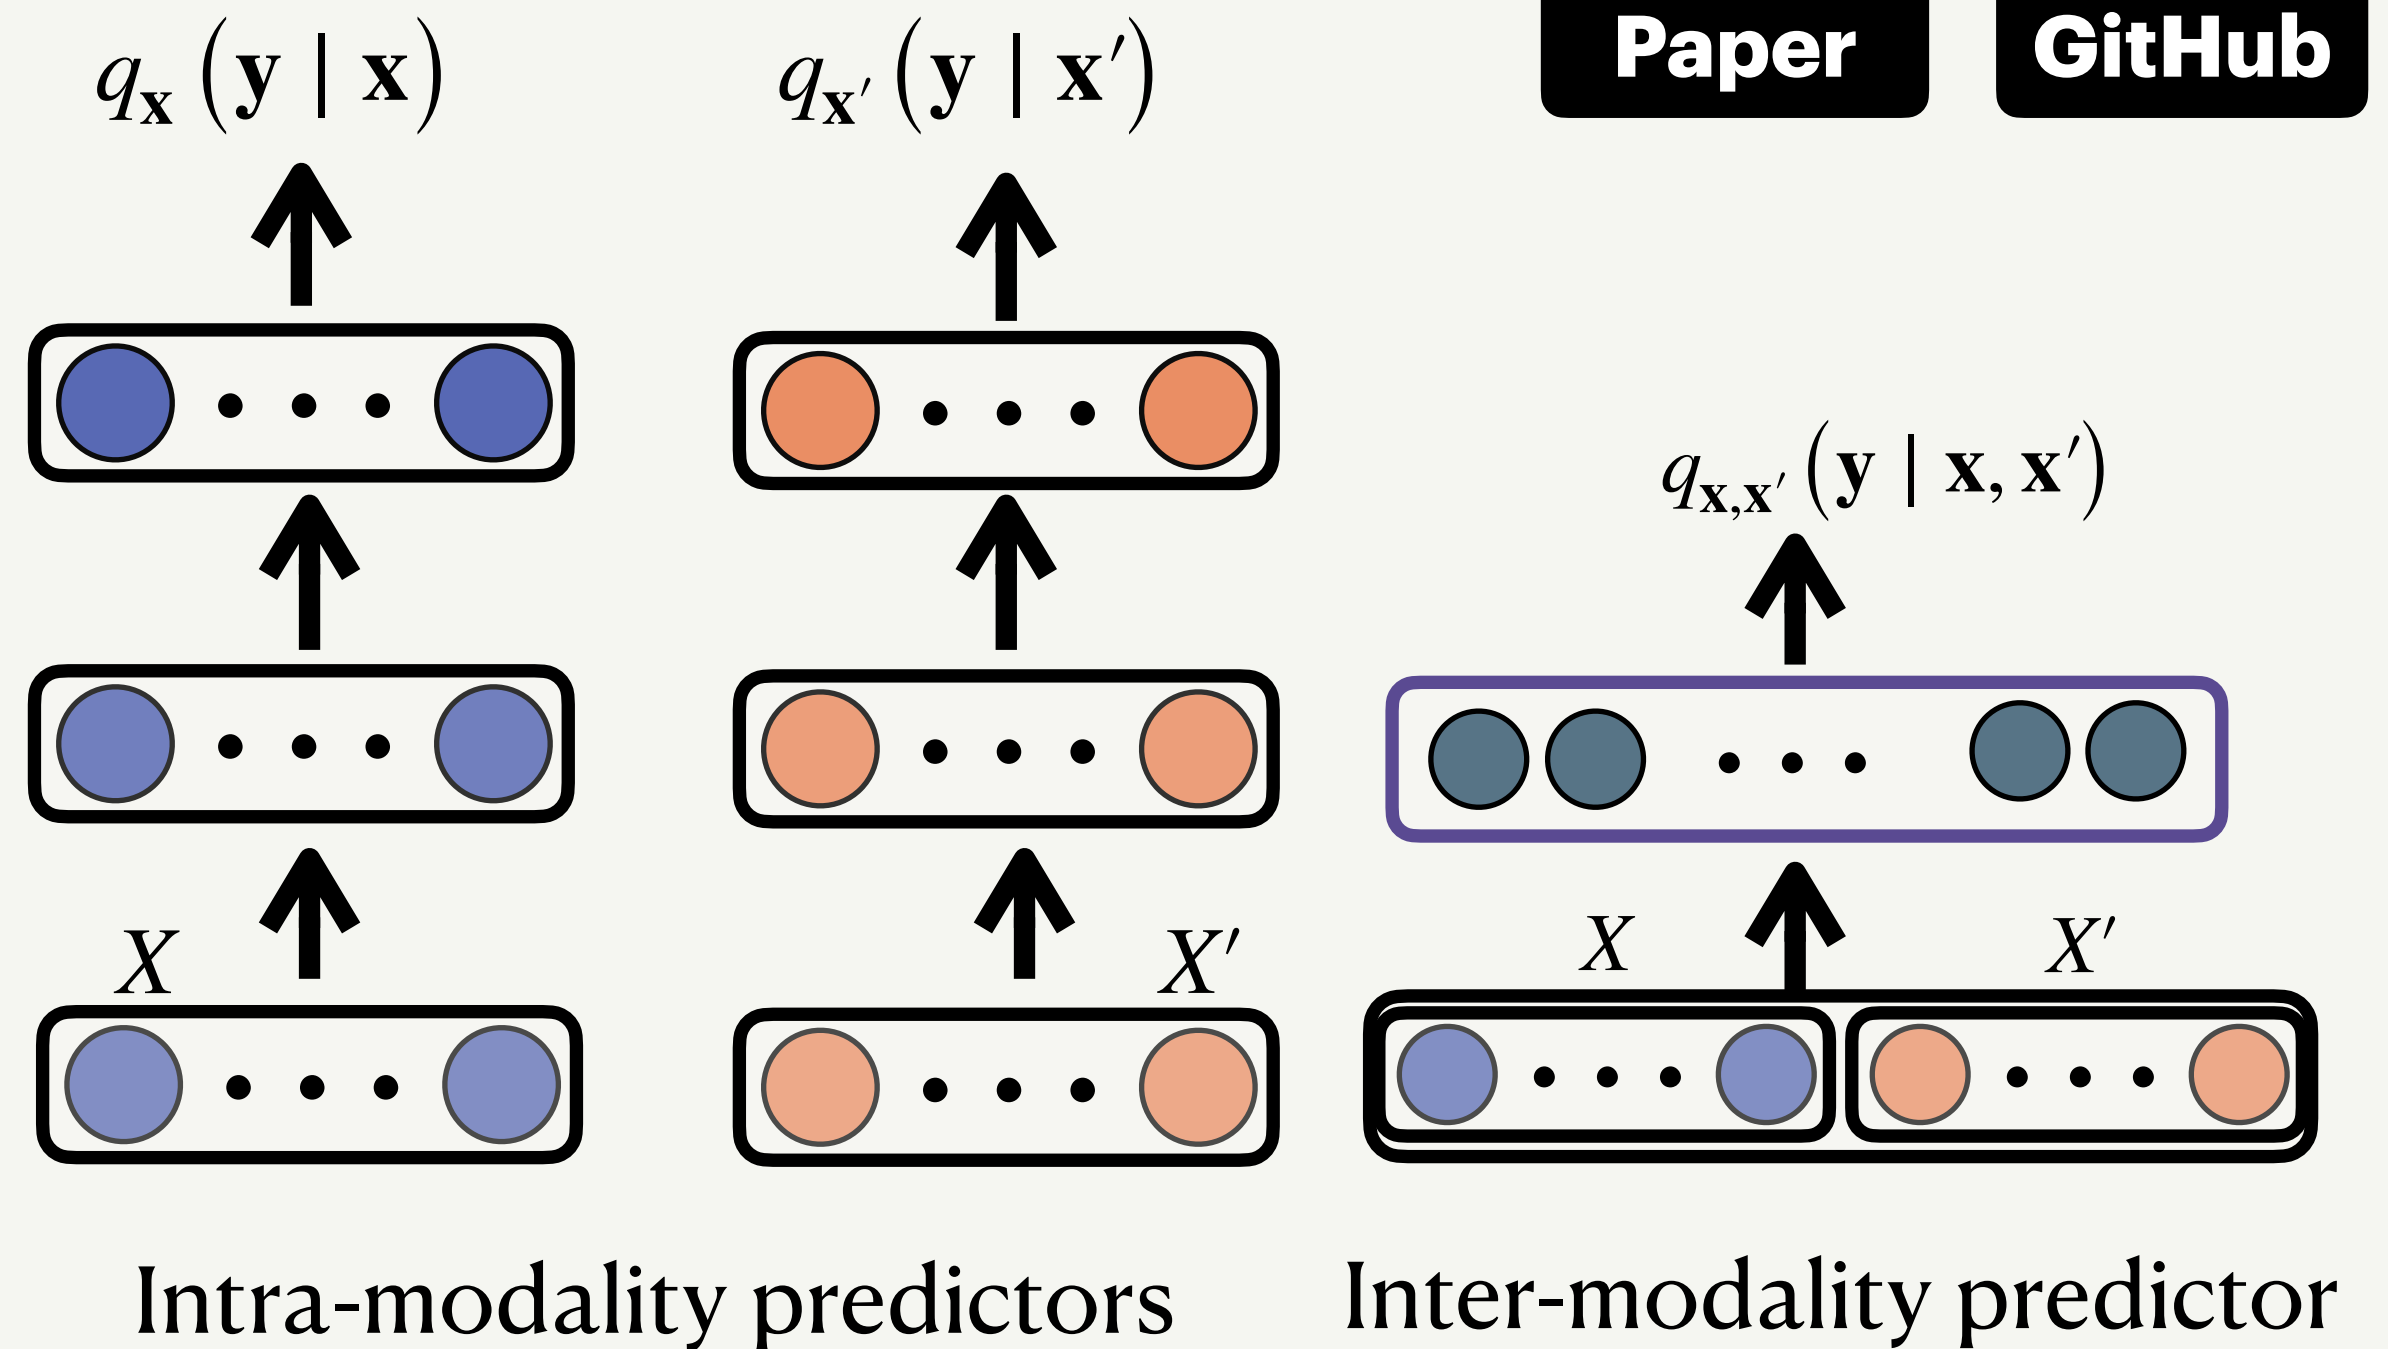 q_x (y | x)
q_x′ (y | x′)
Paper
GitHub
q_x,x′ (y | x, x′)
X
X′
X
X′
Intra-modality predictors
Inter-modality predictor